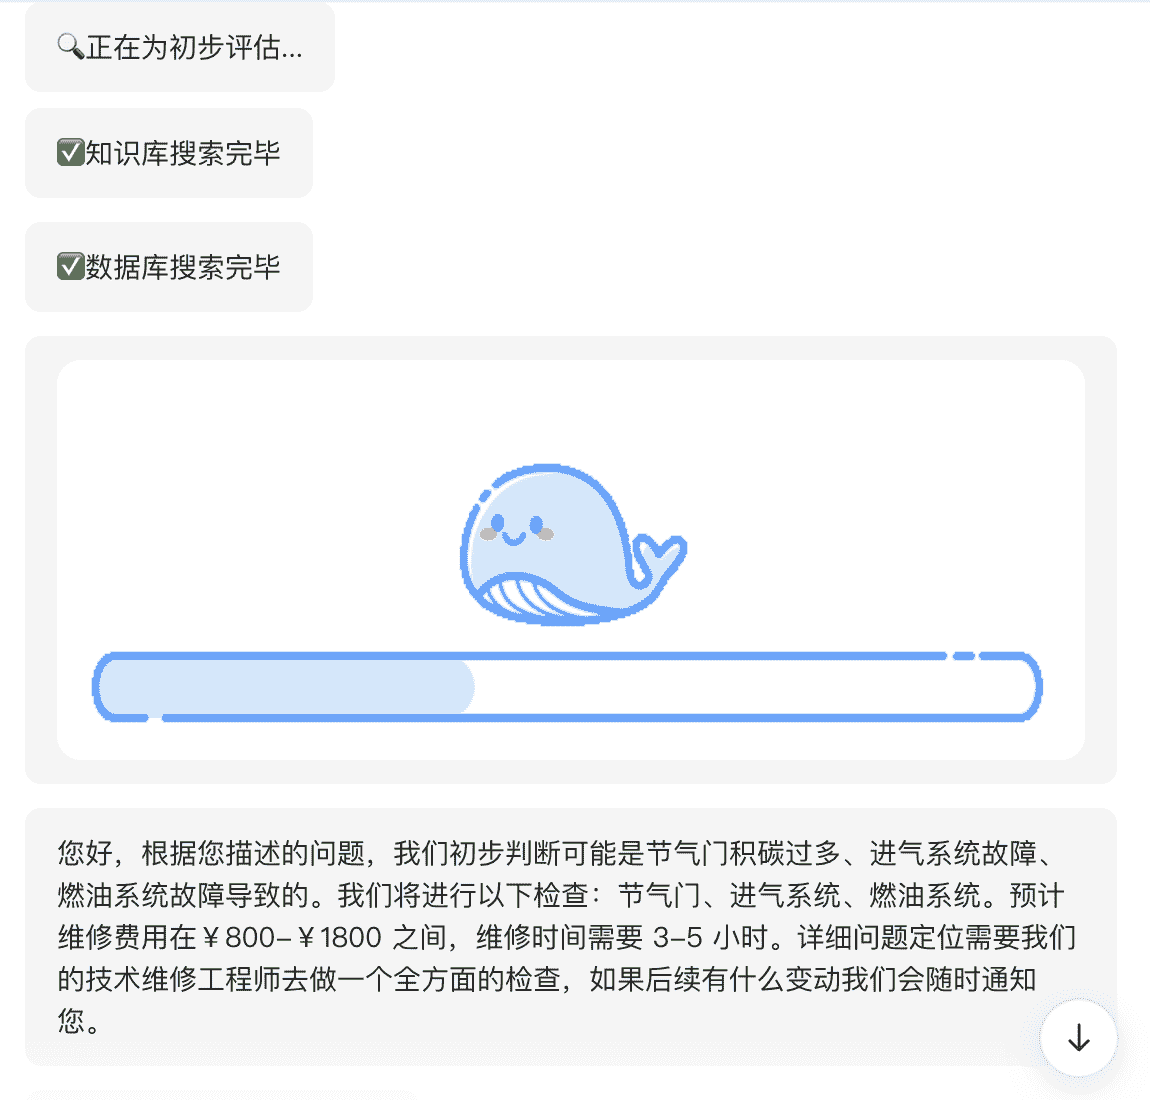 🔍正在为初步评估...
✅知识库搜索完毕
✅数据库搜索完毕
您好，根据您描述的问题，我们初步判断可能是节气门积碳过多、进气系统故障、
燃油系统故障导致的。我们将进行以下检查：节气门、进气系统、燃油系统。预计
维修费用在￥800-￥1800 之间，维修时间需要 3-5 小时。详细问题定位需要我们
的技术维修工程师去做一个全方面的检查，如果后续有什么变动我们会随时通知
您。